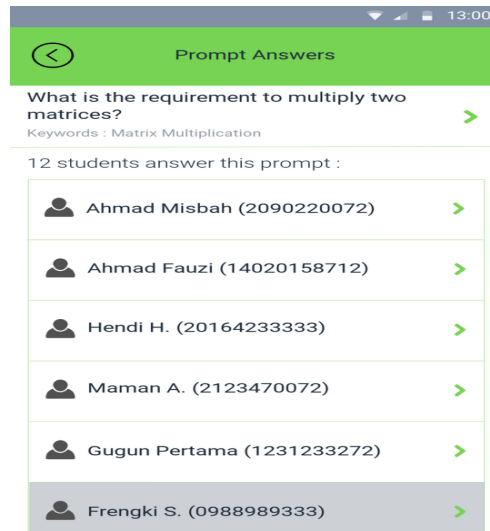 13:00
Prompt Answers
What is the requirement to multiply two
matrices?
Keywords : Matrix Multiplication
12 students answer this prompt :
Ahmad Misbah (2090220072)
Ahmad Fauzi (14020158712)
Hendi H. (20164233333)
Maman A. (2123470072)
Gugun Pertama (1231233272)
Frengki S. (0988989333)